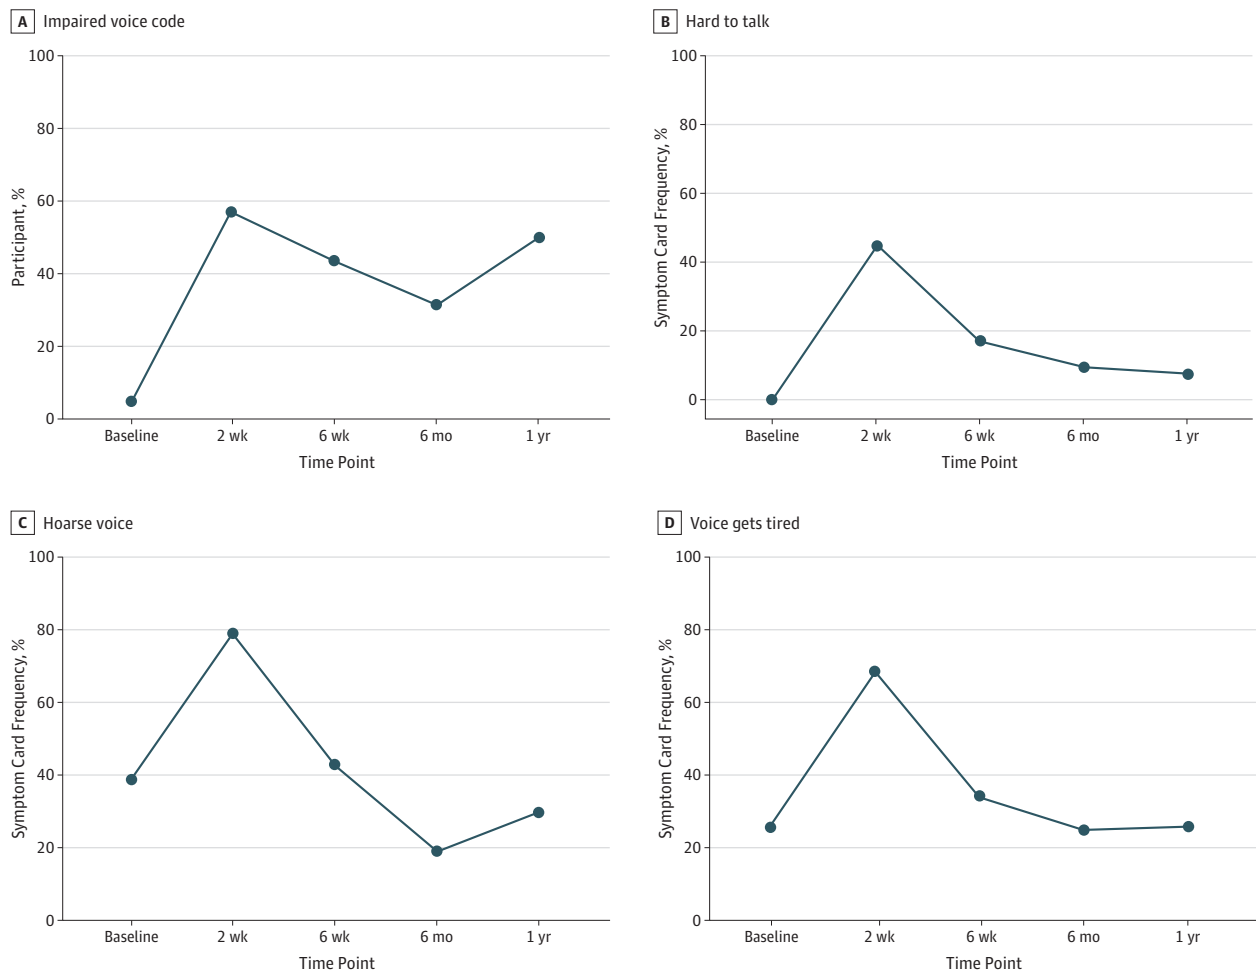 A Impaired voice code
100
80
60
40
20
0
Participant, %
Baseline 2 wk 6 wk 6 mo 1 yr
Time Point
B Hard to talk
100
80
60
40
20
0
Symptom Card Frequency, %
Baseline 2 wk 6 wk 6 mo 1 yr
Time Point
C Hoarse voice
100
80
60
40
20
0
Symptom Card Frequency, %
Baseline 2 wk 6 wk 6 mo 1 yr
Time Point
D Voice gets tired
100
80
60
40
20
0
Symptom Card Frequency, %
Baseline 2 wk 6 wk 6 mo 1 yr
Time Point